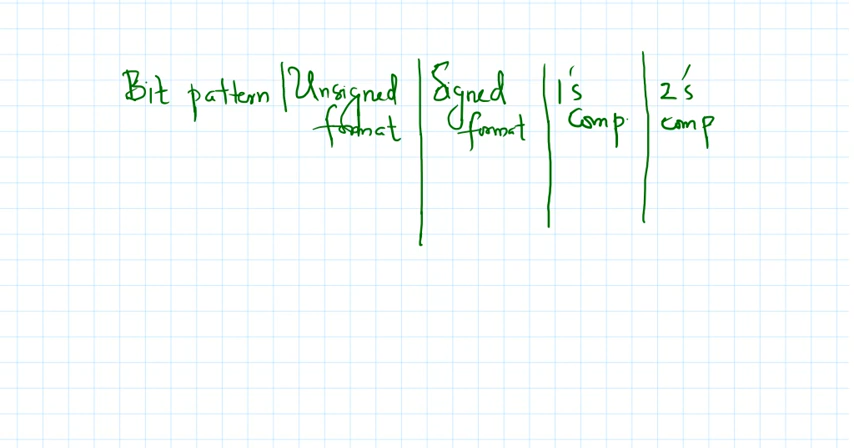 Bit pattern | Unsigned format | Signed format | 1's Comp. | 2's comp